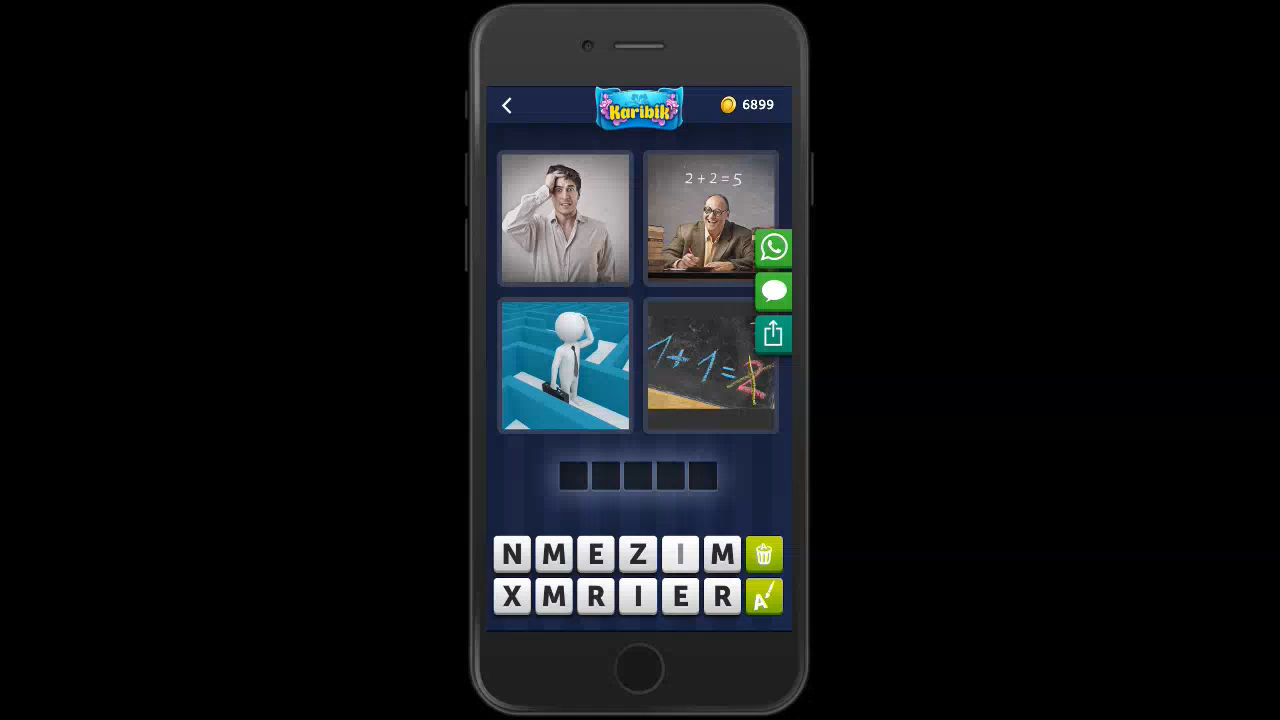 Karibik
6899
2 + 2 = 5
1 + 1 = 2
N M E Z I M
X M R I E R A